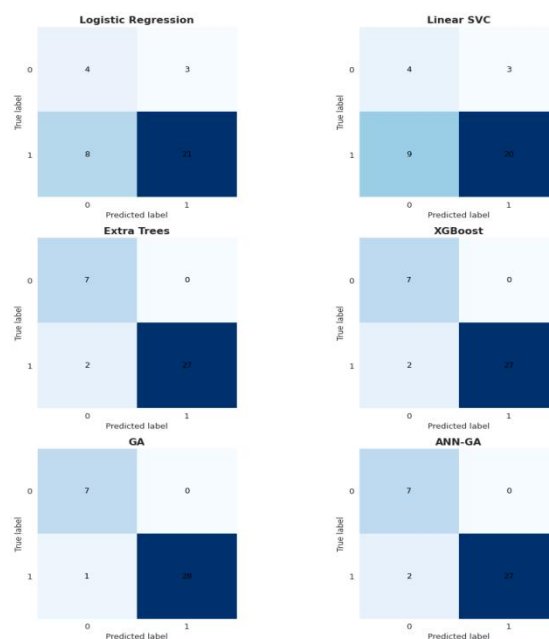 Logistic Regression
True label
0
4
3
1
8
21
0
1
Predicted label
Linear SVC
True label
0
4
3
1
9
20
0
1
Predicted label
Extra Trees
True label
0
7
0
1
2
27
0
1
Predicted label
XGBoost
True label
0
7
0
1
2
27
0
1
Predicted label
GA
True label
0
7
0
1
1
28
0
1
Predicted label
ANN-GA
True label
0
7
0
1
2
27
0
1
Predicted label